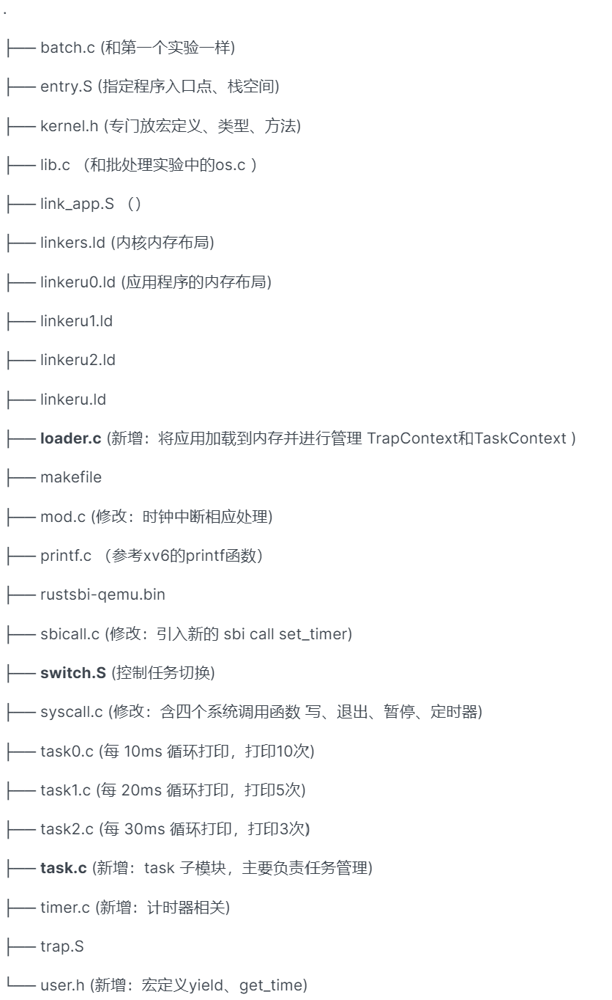 .
├── batch.c (和第一个实验一样)
├── entry.S (指定程序入口点、栈空间)
├── kernel.h (专门放宏定义、类型、方法)
├── lib.c （和批处理实验中的os.c ）
├── link_app.S （）
├── linkers.ld (内核内存布局)
├── linkeru0.ld (应用程序的内存布局)
├── linkeru1.ld
├── linkeru2.ld
├── linkeru.ld
├── loader.c (新增：将应用加载到内存并进行管理 TrapContext和TaskContext )
├── makefile
├── mod.c (修改：时钟中断相应处理)
├── printf.c （参考xv6的printf函数）
├── rustsbi-qemu.bin
├── sbicall.c (修改：引入新的 sbi call set_timer)
├── switch.S (控制任务切换)
├── syscall.c (修改：含四个系统调用函数 写、退出、暂停、定时器)
├── task0.c (每 10ms 循环打印，打印10次)
├── task1.c (每 20ms 循环打印，打印5次)
├── task2.c (每 30ms 循环打印，打印3次)
├── task.c (新增：task 子模块，主要负责任务管理)
├── timer.c (新增：计时器相关)
├── trap.S
└── user.h (新增：宏定义yield、get_time)